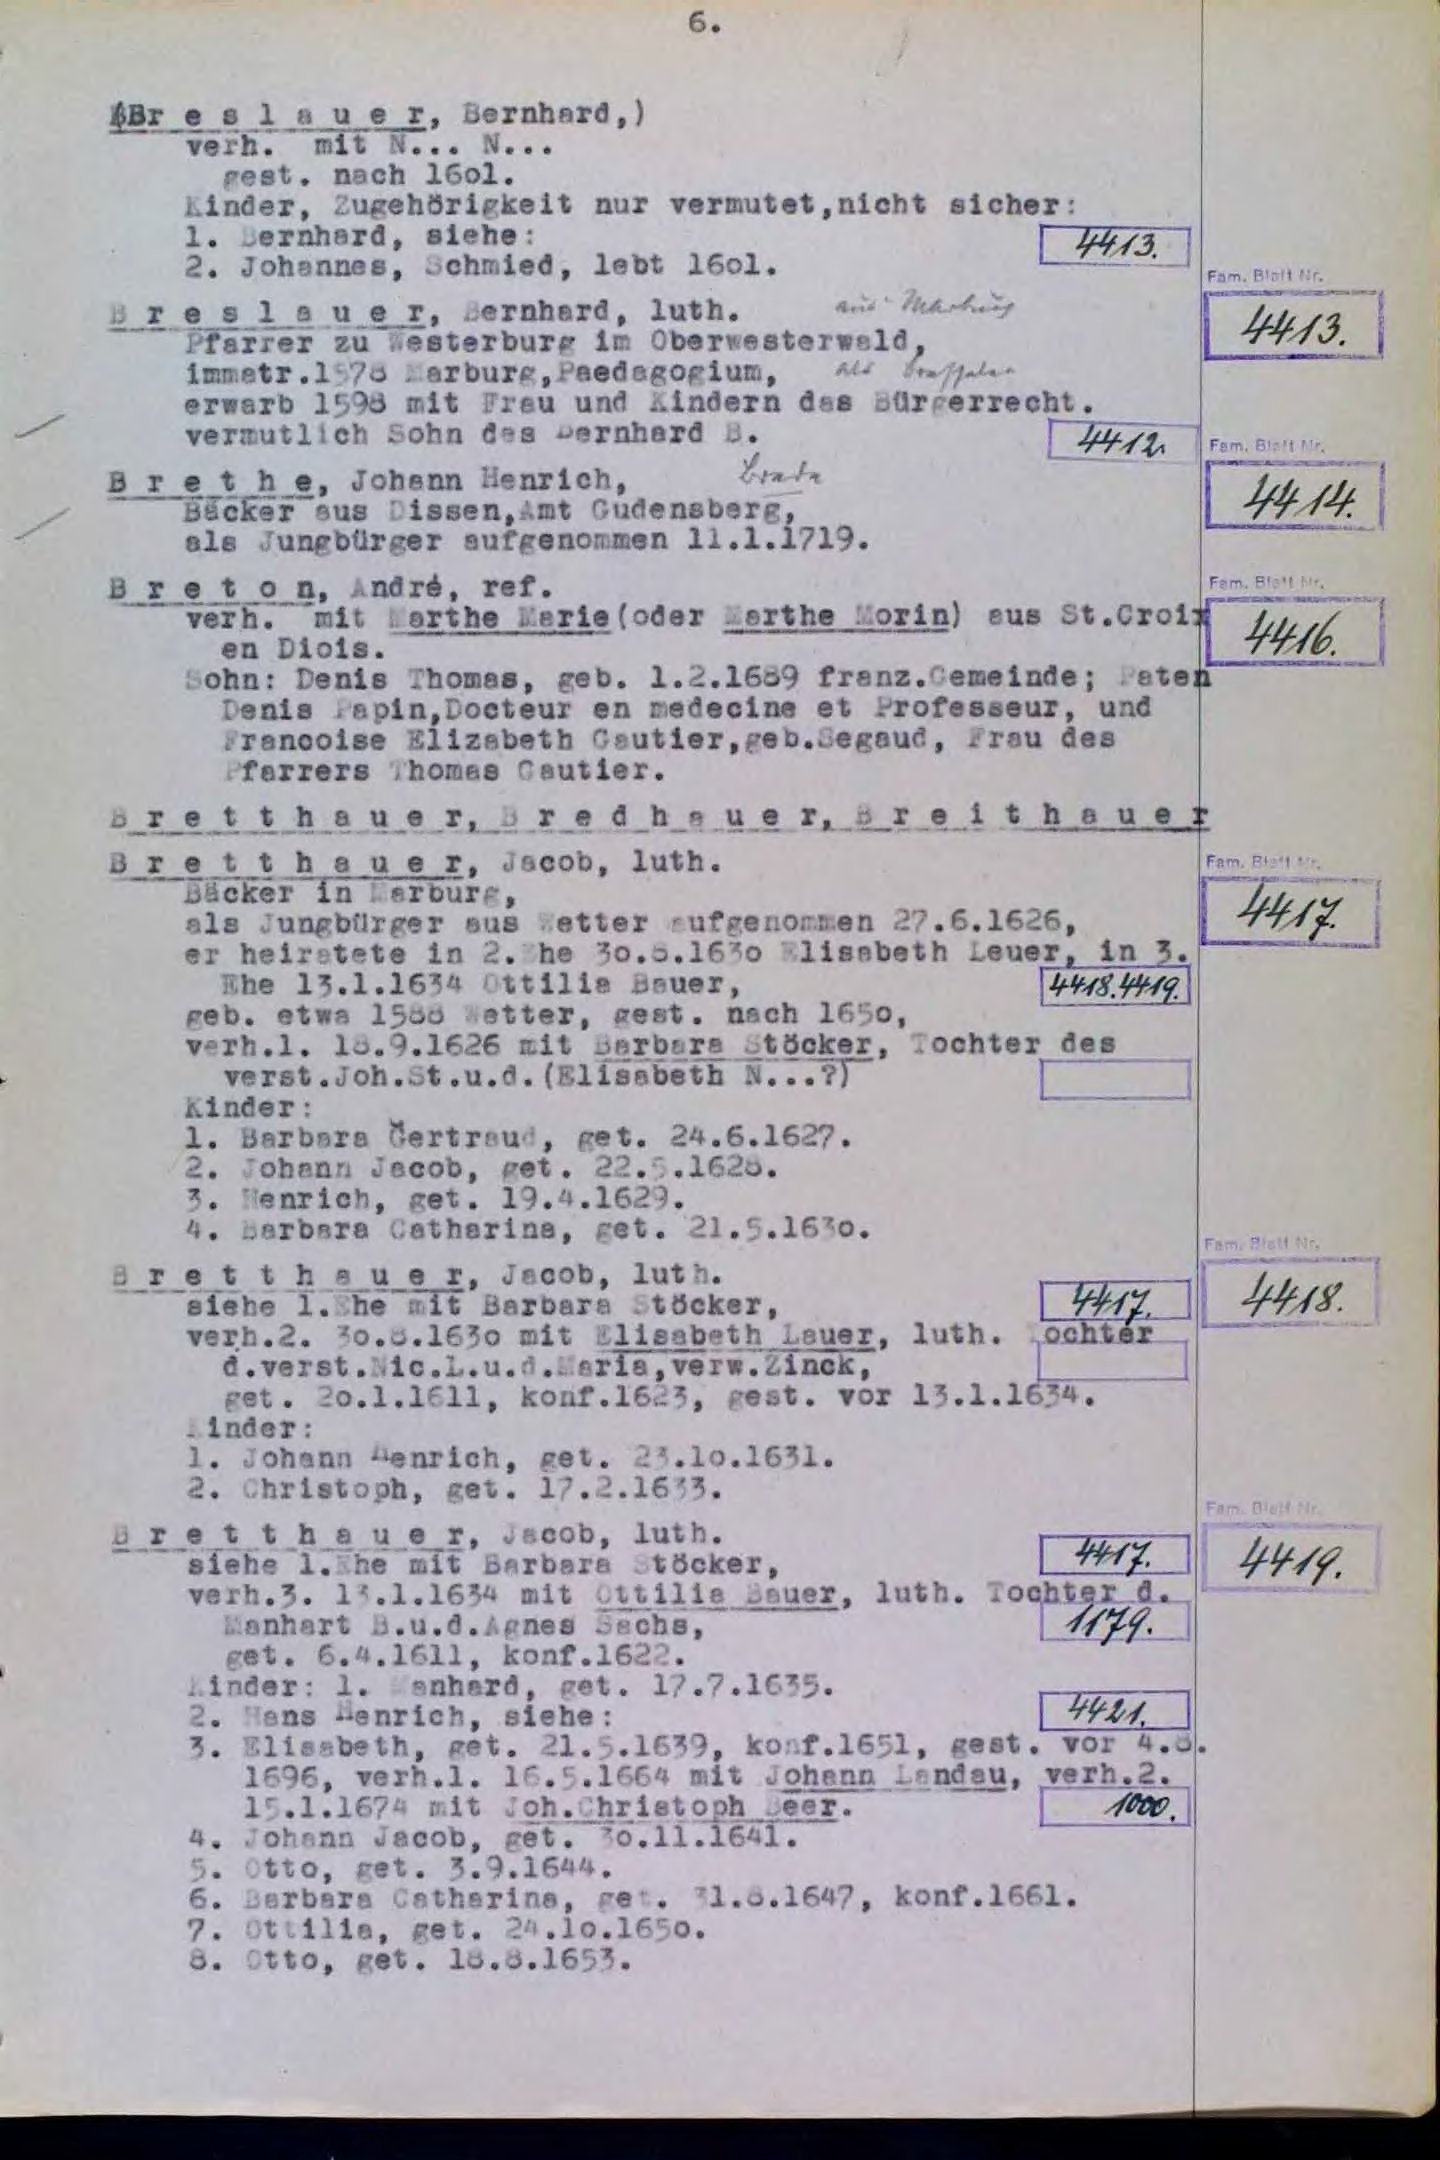 6.
(Breslauer, Bernhard,)
verh. mit N... N...
gest. nach 16o1.
Kinder, Zugehörigkeit nur vermutet,nicht sicher:
1. Bernhard, siehe: 4413.
2. Johannes, Schmied, lebt 16o1.
Fam. Blatt Nr.
Breslauer, Bernhard, luth. aus Marburg 4413.
Pfarrer zu Westerburg im Oberwesterwald,
immatr.1578 Marburg,Paedagogium, als
erwarb 1598 mit Frau und Kindern das Bürgerrecht.
vermutlich Sohn des Bernhard B. 4412.
Fam. Blatt Nr.
Brethe, Johann Henrich, 4414.
Bäcker aus Dissen,Amt Gudensberg,
als Jungbürger aufgenommen 11.1.1719.
Fam. Blatt Nr.
Breton, André, ref. 4416.
verh. mit Marthe Marie(oder Marthe Morin) aus St.Croix
en Diois.
Sohn: Denis Thomas, geb. 1.2.1689 franz.Gemeinde; Paten
Denis Papin,Docteur en medecine et Professeur, und
Francoise Elizabeth Gautier,geb.Segaud, Frau des
Pfarrers Thomas Gautier.
Bretthauer, Bredhauer, Breithauer
Fam. Blatt Nr.
Bretthauer, Jacob, luth. 4417.
Bäcker in Marburg,
als Jungbürger aus Wetter aufgenommen 27.6.1626,
er heiratete in 2. Ehe 3o.8.163o Elisabeth Leuer, in 3.
Ehe 13.1.1634 Ottilia Bauer, 4418.4419.
geb. etwa 1588 Wetter, gest. nach 165o,
verh.1. 18.9.1626 mit Barbara Stöcker, Tochter des
verst.Joh.St.u.d.(Elisabeth N...?)
Kinder:
1. Barbara Gertraud, get. 24.6.1627.
2. Johann Jacob, get. 22.5.1628.
3. Henrich, get. 19.4.1629.
4. Barbara Catharina, get. 21.5.163o.
Fam. Blatt Nr.
Bretthauer, Jacob, luth. 4418.
siehe 1.Ehe mit Barbara Stöcker, 4417.
verh.2. 3o.8.163o mit Elisabeth Lauer, luth. Tochter
d.verst.Nic.L.u.d.Maria,verw.Zinck,
get. 2o.1.1611, konf.1623, gest. vor 13.1.1634.
Kinder:
1. Johann Henrich, get. 23.1o.1631.
2. Christoph, get. 17.2.1633.
Fam. Blatt Nr.
Bretthauer, Jacob, luth. 4419.
siehe 1.Ehe mit Barbara Stöcker, 4417.
verh.3. 13.1.1634 mit Ottilia Bauer, luth. Tochter d.
Manhart B.u.d.Agnes Sachs, 1179.
get. 6.4.1611, konf.1622.
Kinder: 1. Manhard, get. 17.7.1635.
2. Hans Henrich, siehe: 4421.
3. Elisabeth, get. 21.5.1639, konf.1651, gest. vor 4.8.
1696, verh.1. 16.5.1664 mit Johann Landau, verh.2.
15.1.1674 mit Joh.Christoph Beer. 1000.
4. Johann Jacob, get. 3o.11.1641.
5. Otto, get. 3.9.1644.
6. Barbara Catharina, get. 31.8.1647, konf.1661.
7. Ottilia, get. 24.1o.165o.
8. Otto, get. 18.8.1653.